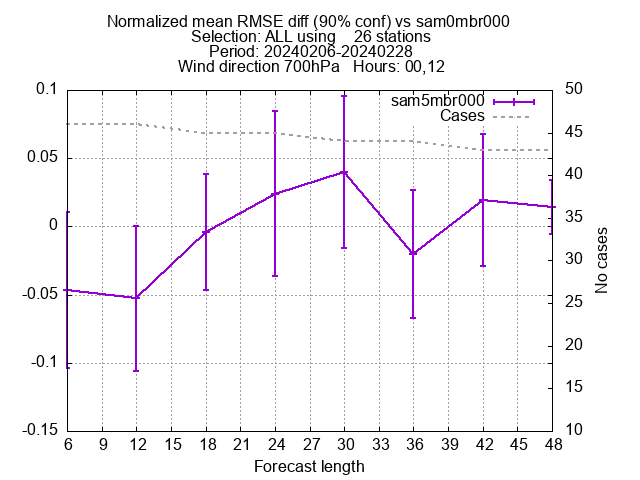 Normalized mean RMSE diff (90% conf) vs sam0mbr000
Selection: ALL using    26 stations
Period: 20240206-20240228
Wind direction 700hPa   Hours: 00,12
sam5mbr000
Cases
0.1
0.05
0
-0.05
-0.1
-0.15
50
45
40
35
30
25
20
15
10
No cases
6 9 12 15 18 21 24 27 30 33 36 39 42 45 48
Forecast length